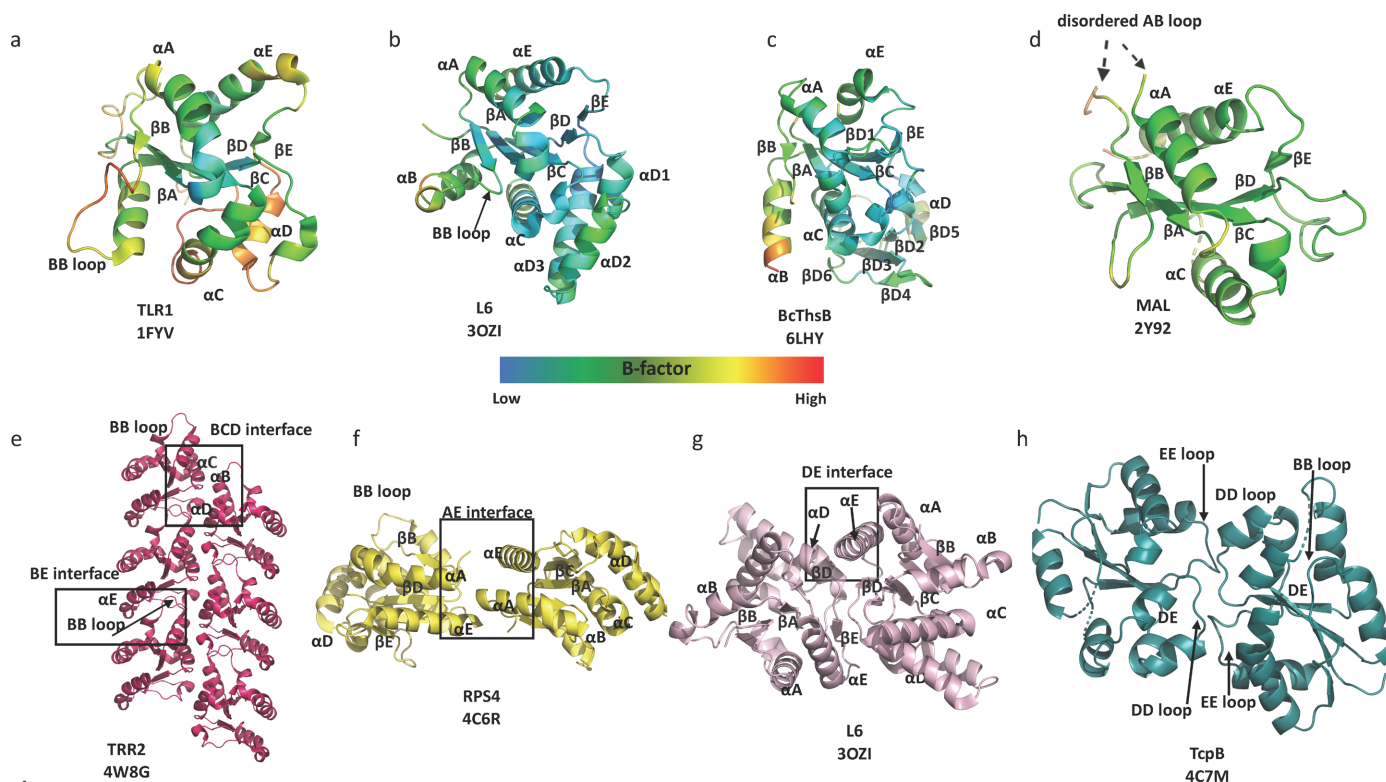 a
αA
αE
βB
βD
βE
βA
βC
αD
BB loop
αC
TLR1
1FYV
b
αA
αE
βA
βE
βD
βB
αB
βC
αD1
BB loop
αC
αD2
αD3
L6
3OZI
c
αE
αA
βD1
βE
βB
βA
βC
αD
αC
βD5
βD2
αB
βD6
βD3
βD4
BcThsB
6LHY
disordered AB loop
d
αA
αE
βE
βB
βD
βA
βC
αC
MAL
2Y92
B-factor
Low
High
e
BB loop
BCD interface
αC
αB
αD
BE interface
αE
BB loop
TRR2
4W8G
f
BB loop
AE interface
βB
αE
αA
βC
αD
βD
βA
αA
αD
βE
αE
αB
αC
RPS4
4C6R
g
DE interface
αD
αE
αA
βB
αB
βD
βD
αB
βC
βB
βA
βE
αC
αA
αE
αD
L6
3OZI
h
EE loop
BB loop
DD loop
DE
DE
DD loop
EE loop
TcpB
4C7M